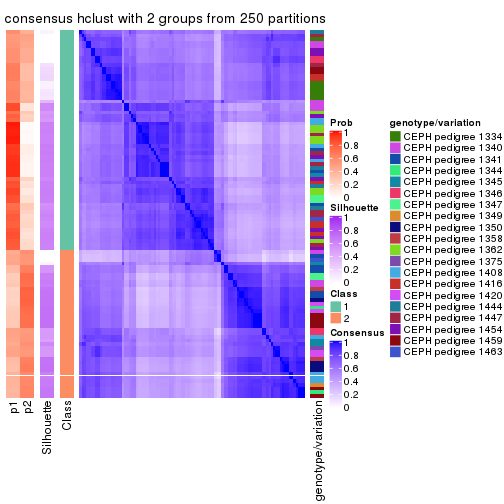 consensus hclust with 2 groups from 250 partitions
p1
p2
Silhouette
Class
genotype/variation
Prob
1
0.8
0.6
0.4
0.2
0
Silhouette
1
0.8
0.6
0.4
0.2
0
Class
1
2
Consensus
1
0.8
0.6
0.4
0.2
0
genotype/variation
CEPH pedigree 1334
CEPH pedigree 1340
CEPH pedigree 1341
CEPH pedigree 1344
CEPH pedigree 1345
CEPH pedigree 1346
CEPH pedigree 1347
CEPH pedigree 1349
CEPH pedigree 1350
CEPH pedigree 1358
CEPH pedigree 1362
CEPH pedigree 1375
CEPH pedigree 1408
CEPH pedigree 1416
CEPH pedigree 1420
CEPH pedigree 1444
CEPH pedigree 1447
CEPH pedigree 1454
CEPH pedigree 1459
CEPH pedigree 1463